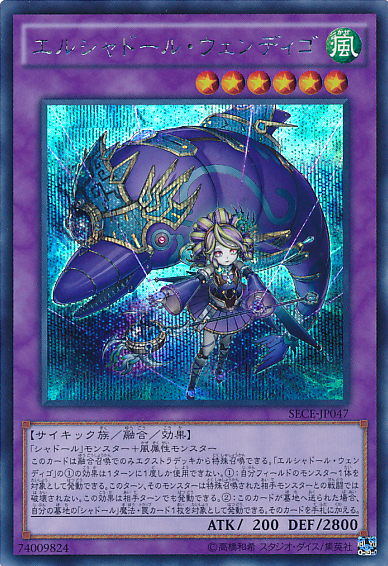 エルシャドール・ウェンディゴ
風
SECE-JP047
【サイキック族/融合/効果】
「シャドール」モンスター+風属性モンスター
このカードは融合召喚でのみエクストラデッキから特殊召喚できる。「エルシャドール・ウェン
ディゴ」の①の効果は1ターンに1度しか使用できない。①:自分フィールドのモンスター1体を
対象として発動できる。このターン、そのモンスターは特殊召喚された相手モンスターとの戦闘では
破壊されない。この効果は相手ターンでも発動できる。②:このカードが墓地へ送られた場合、
自分の墓地の「シャドール」魔法・罠カード1枚を対象として発動できる。そのカードを手札に加える。
ATK/ 200 DEF/2800
74009824
©高橋和希 スタジオ・ダイス/集英社